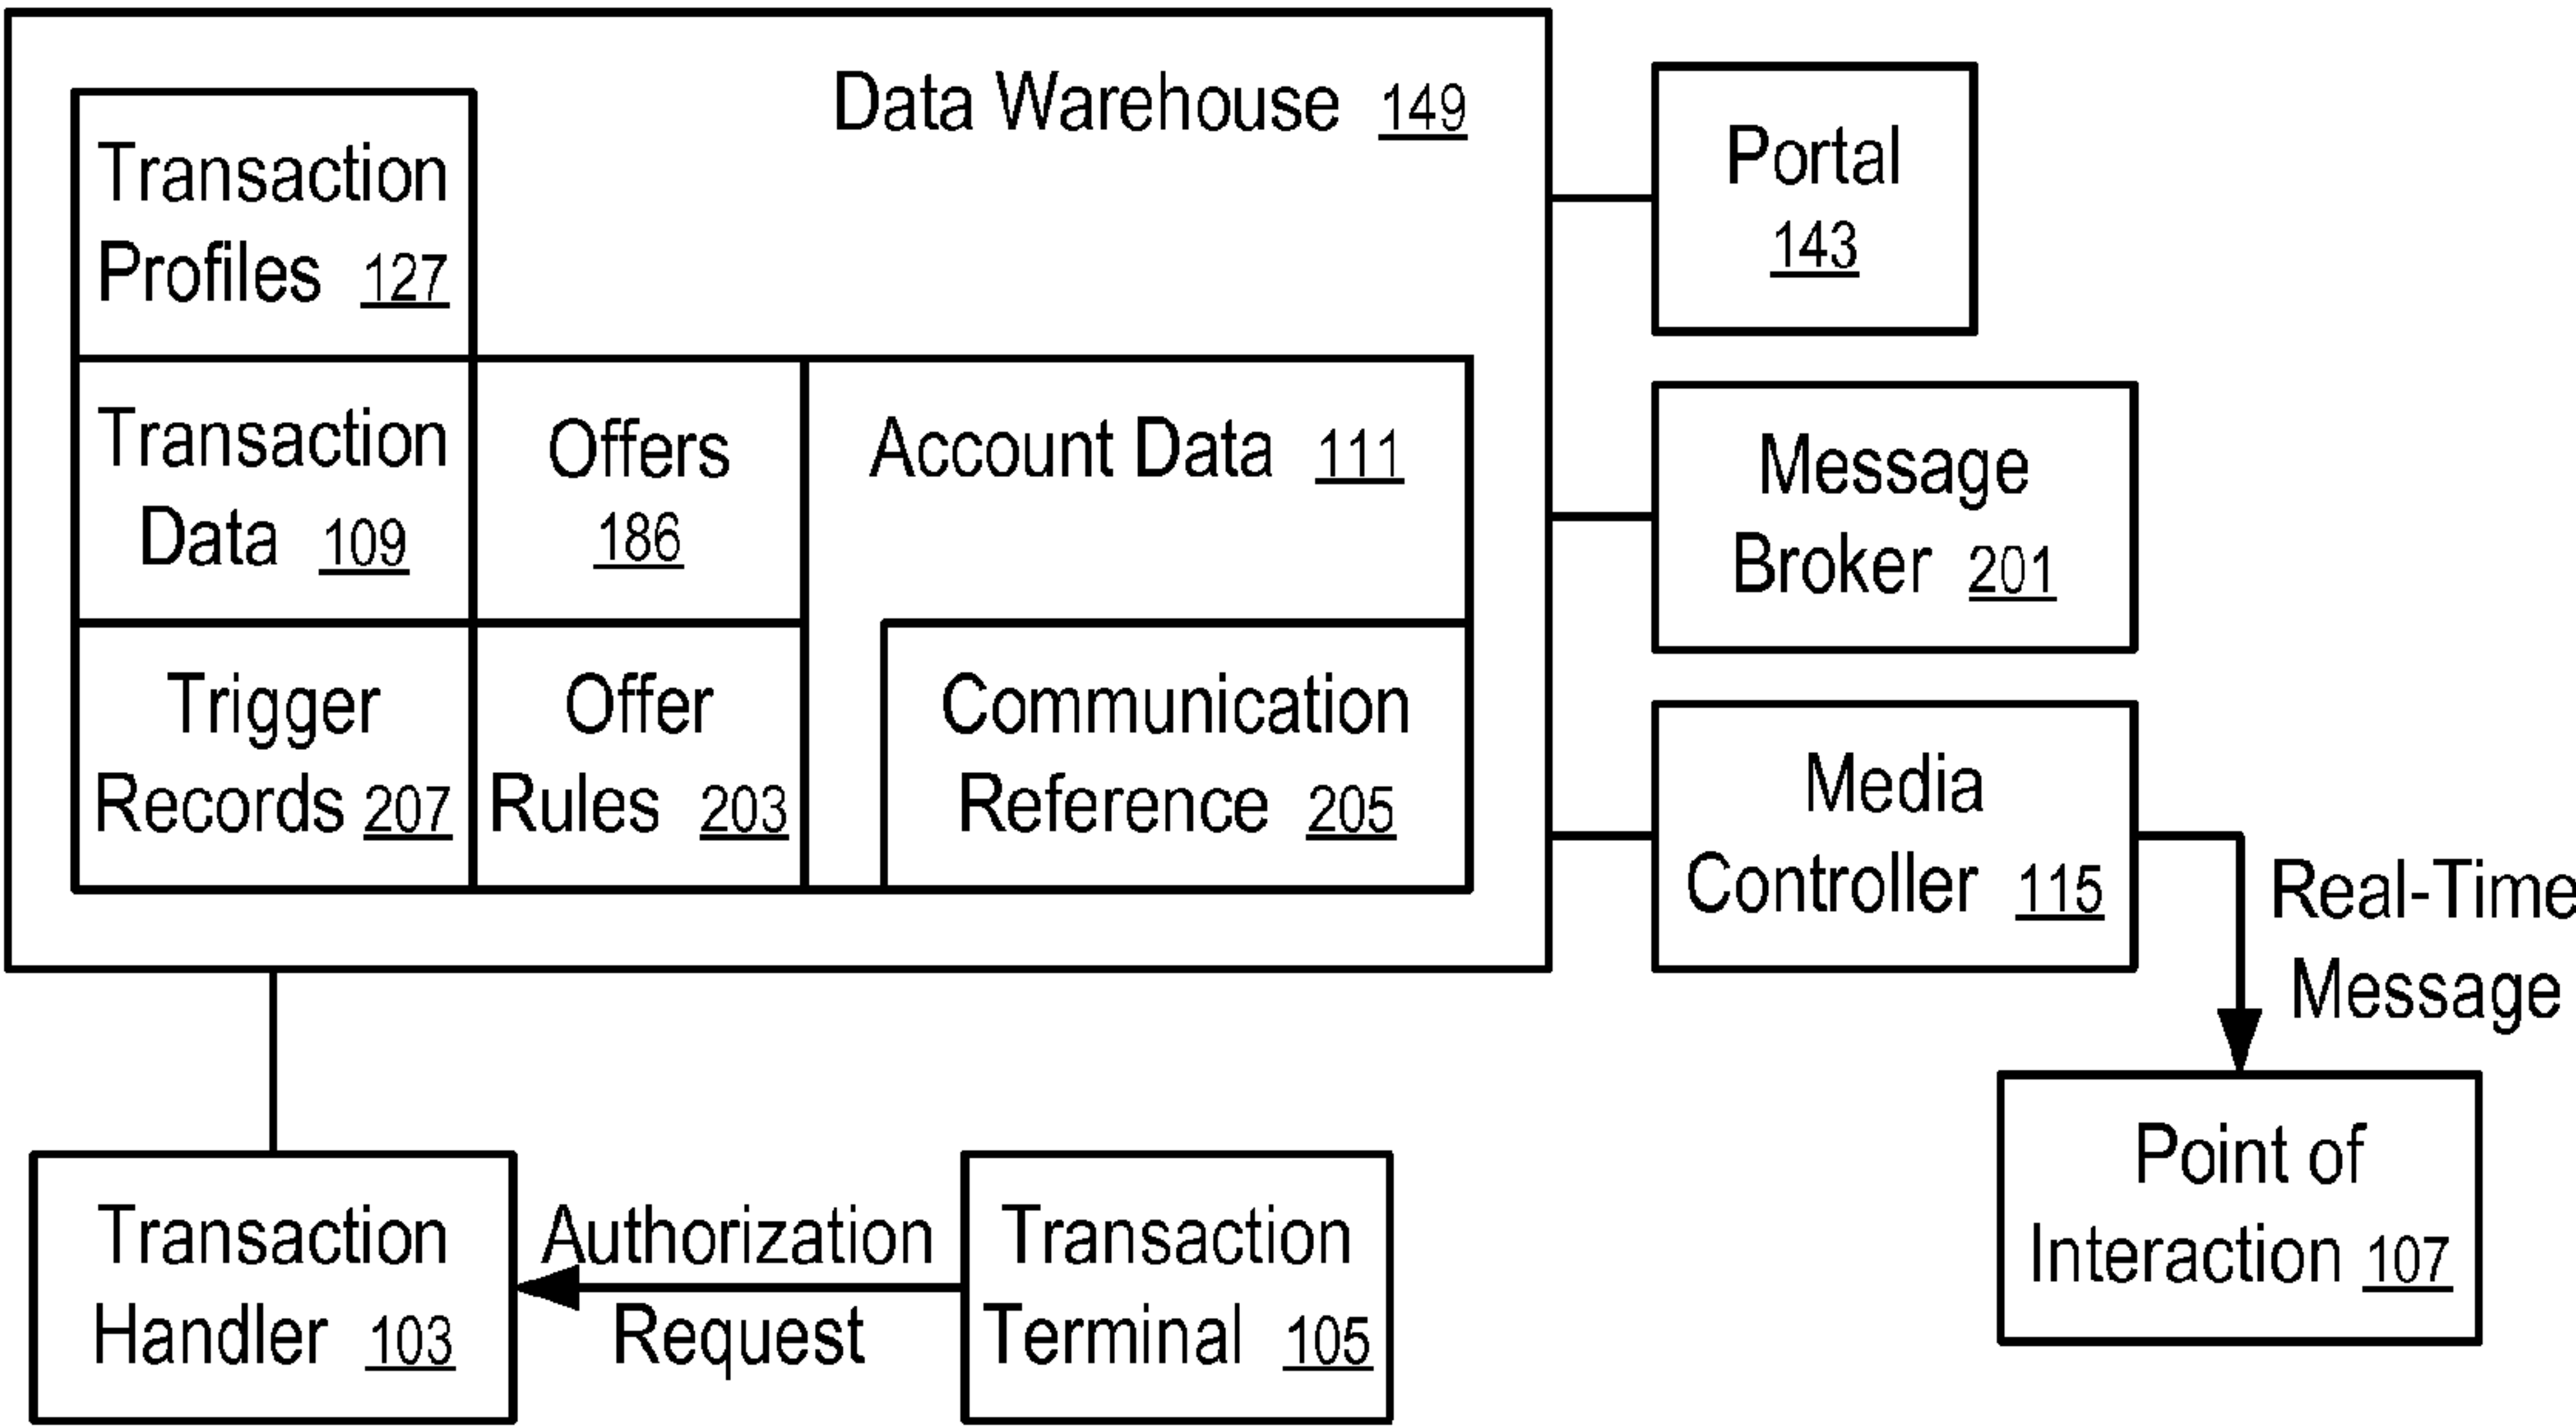 Data Warehouse 149
Transaction
Profiles 127
Transaction
Data 109
Offers
186
Account Data 111
Trigger
Records 207
Offer
Rules 203
Communication
Reference 205
Portal
143
Message
Broker 201
Media
Controller 115
Real-Time
Message
Point of
Interaction 107
Transaction
Handler 103
Authorization
Request
Transaction
Terminal 105